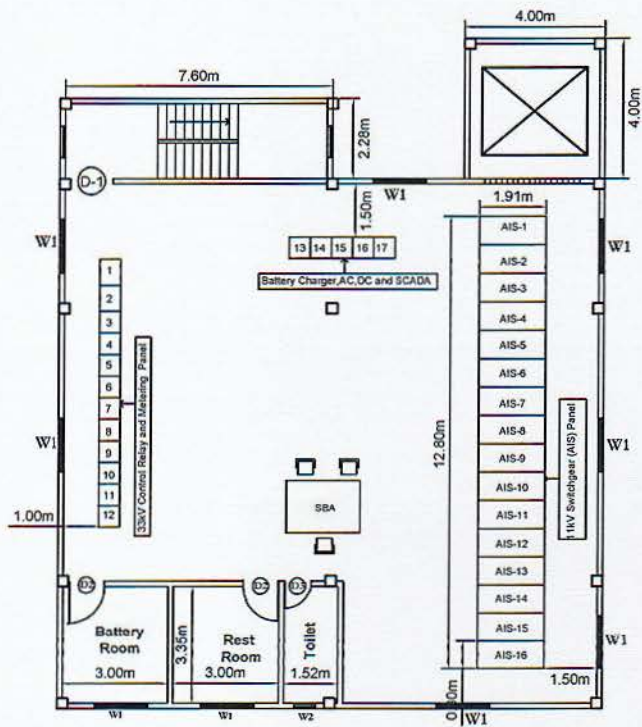 4.00m
7.60m
4.00m
2.28m
D-1
W1
1.50m
1.91m
W1
W1
13 14 15 16 17
Battery Charger,AC,DC and SCADA
1
2
3
4
5
6
7
8
9
10
11
12
33kV Control Relay and Metering Panel
W1
1.00m
SBA
12.80m
AIS-1
AIS-2
AIS-3
AIS-4
AIS-5
AIS-6
AIS-7
AIS-8
AIS-9
AIS-10
AIS-11
AIS-12
AIS-13
AIS-14
AIS-15
AIS-16
11kV Switchgear (AIS) Panel
W1
W1
1.50m
D2
D2
D3
Battery
Room
3.00m
3.35m
Rest
Room
3.00m
Toilet
1.52m
W1
W1
W2
W1